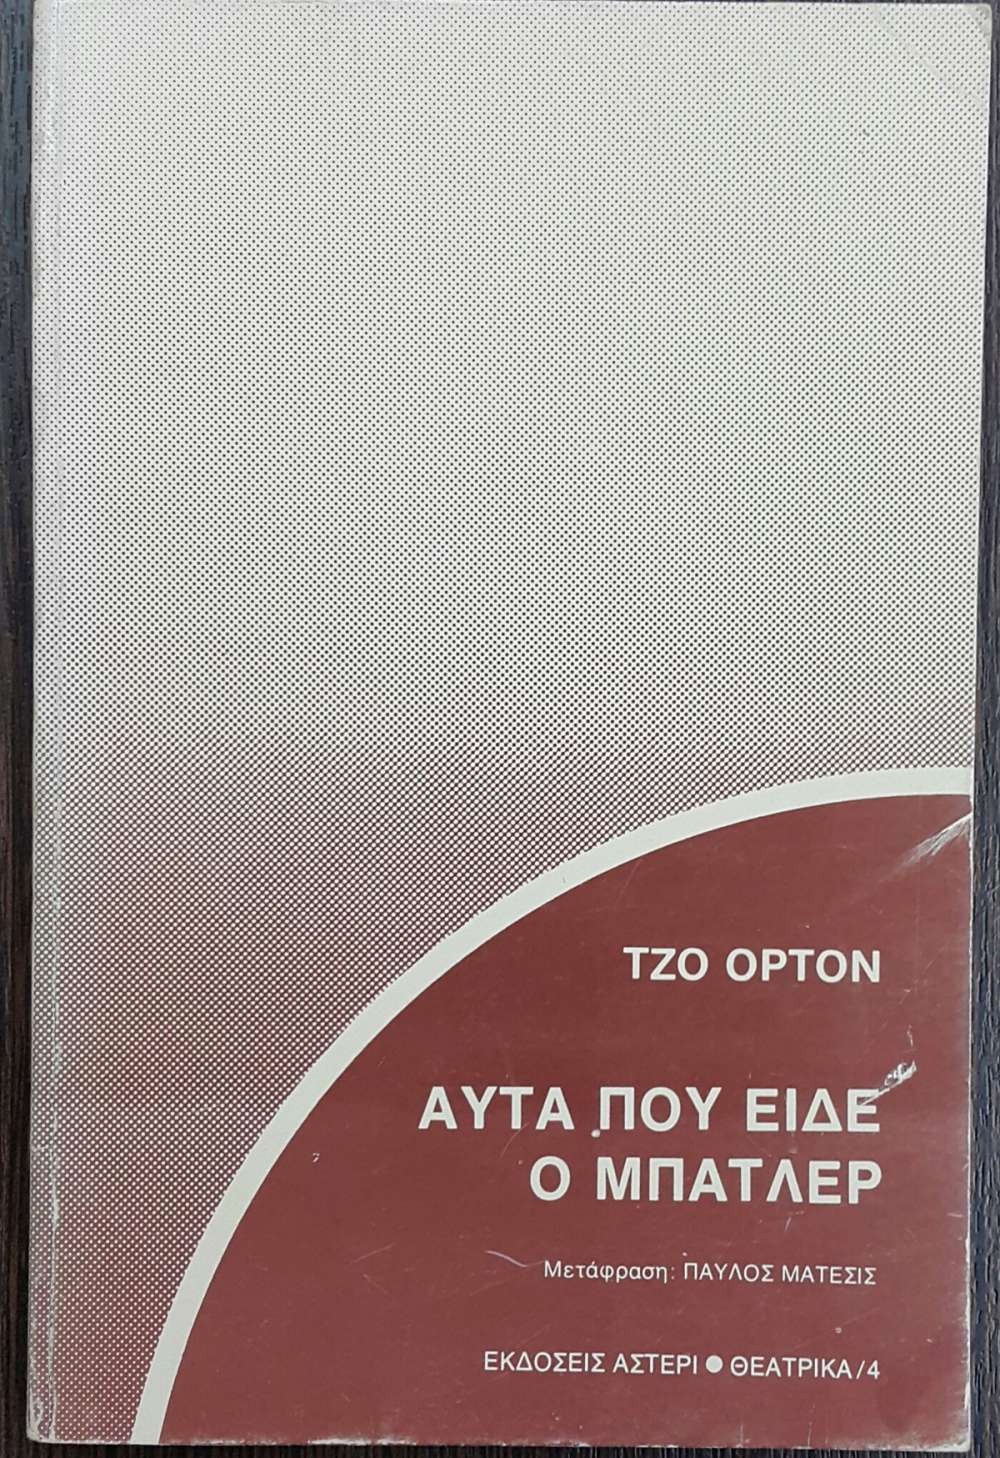 ΤΖΟ ΟΡΤΟΝ
ΑΥΤΑ ΠΟΥ ΕΙΔΕ
Ο ΜΠΑΤΛΕΡ
Μετάφραση: ΠΑΥΛΟΣ ΜΑΤΕΣΙΣ
ΕΚΔΟΣΕΙΣ ΑΣΤΕΡΙ ● ΘΕΑΤΡΙΚΑ/4